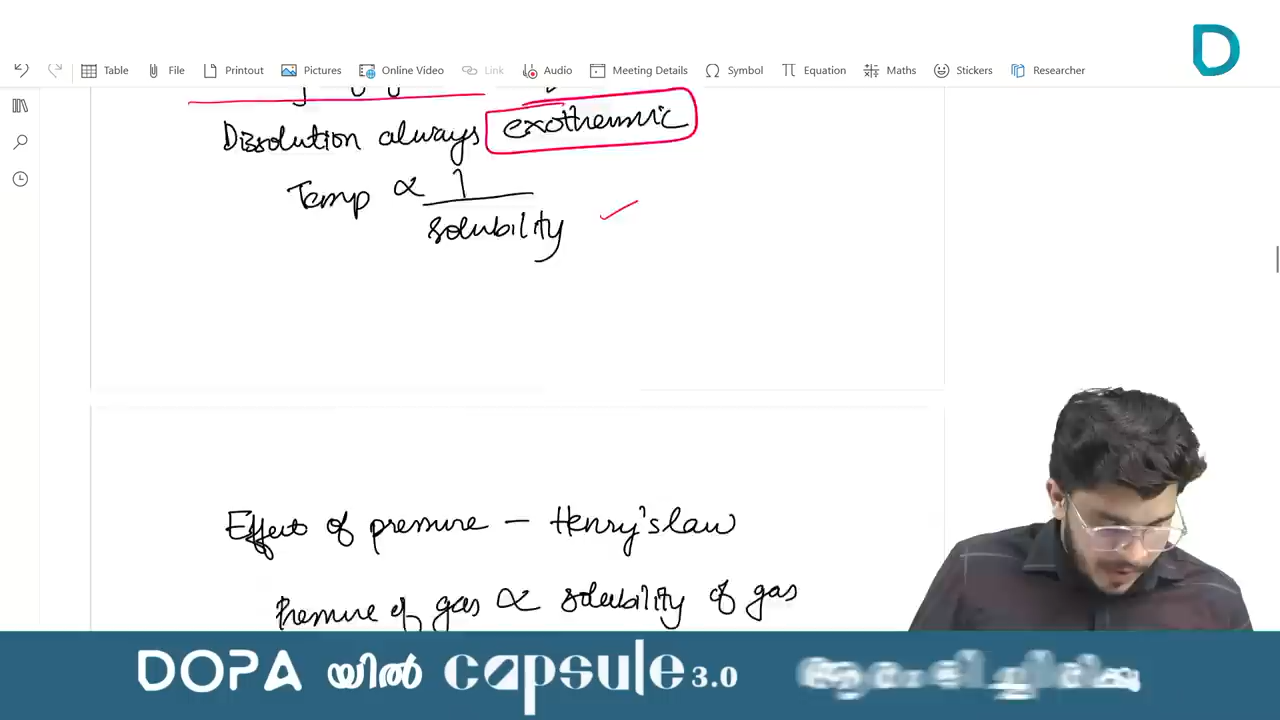 D
Table File Printout Pictures Online Video Link Audio Meeting Details Symbol Equation Maths Stickers Researcher
Dissolution always exothermic
Temp ∝ 1
solubility ✓
Effect of pressure – Henry's law
Pressure of gas ∝ solubility of gas
DOPA യിൽ capsule 3.0